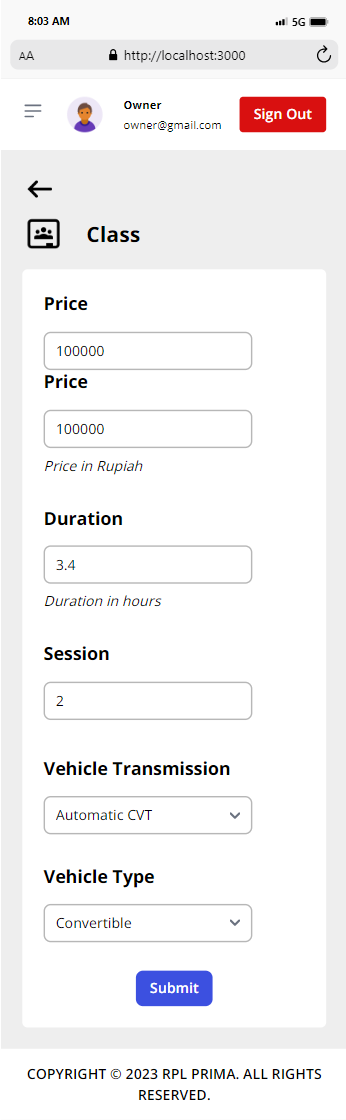 8:03 AM
5G
AA
http://localhost:3000
Owner
owner@gmail.com
Sign Out
Class
Price
100000
Price
100000
Price in Rupiah
Duration
3.4
Duration in hours
Session
2
Vehicle Transmission
Automatic CVT
Vehicle Type
Convertible
Submit
COPYRIGHT © 2023 RPL PRIMA. ALL RIGHTS
RESERVED.